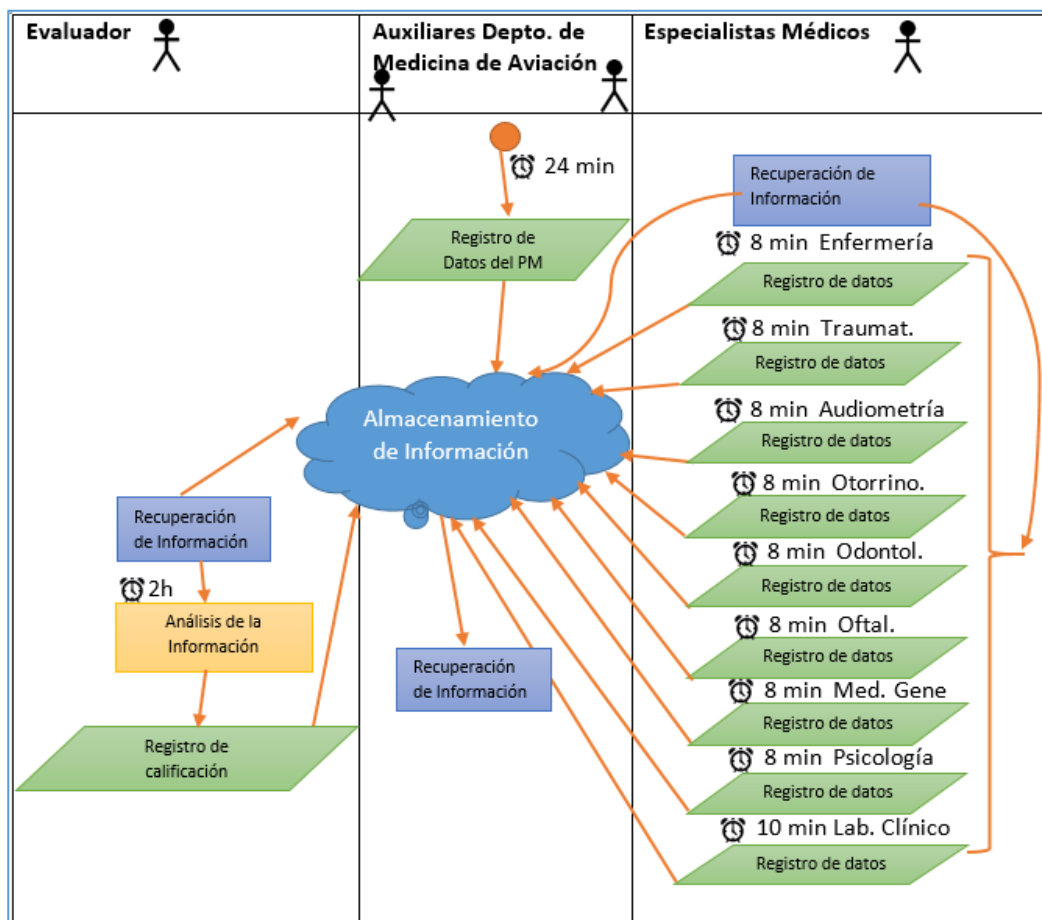 Evaluador
Auxiliares Depto. de
Medicina de Aviación
Especialistas Médicos
24 min
Registro de
Datos del PM
Recuperación de
Información
8 min Enfermería
Registro de datos
8 min Traumat.
Registro de datos
8 min Audiometría
Registro de datos
8 min Otorrino.
Registro de datos
8 min Odontol.
Registro de datos
8 min Oftal.
Registro de datos
8 min Med. Gene
Registro de datos
8 min Psicología
Registro de datos
10 min Lab. Clínico
Registro de datos
Almacenamiento
de Información
Recuperación
de Información
2h
Análisis de la
Información
Registro de
calificación
Recuperación
de Información